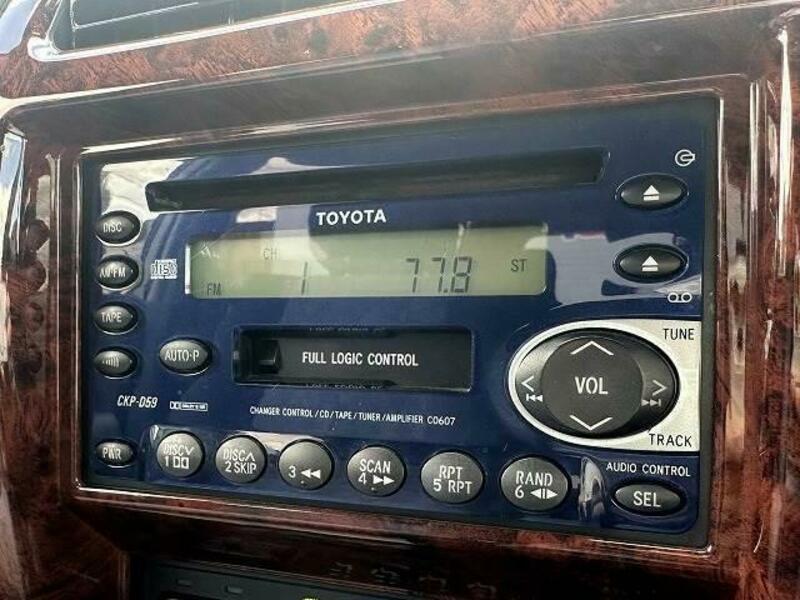 TOYOTA
DISC
CH
1
77.8
ST
FM
AM·FM
DISC
TAPE
AUTO·P
FULL LOGIC CONTROL
TUNE
VOL
TRACK
CKP-D59
CHANGER CONTROL/CD/TAPE/TUNER/AMPLIFIER CD607
PWR
DISC∨
1
DISC∧
2 SKIP
3 ◀◀
SCAN
4 ▶▶
RPT
5 RPT
RAND
6 ◀▶
AUDIO CONTROL
SEL